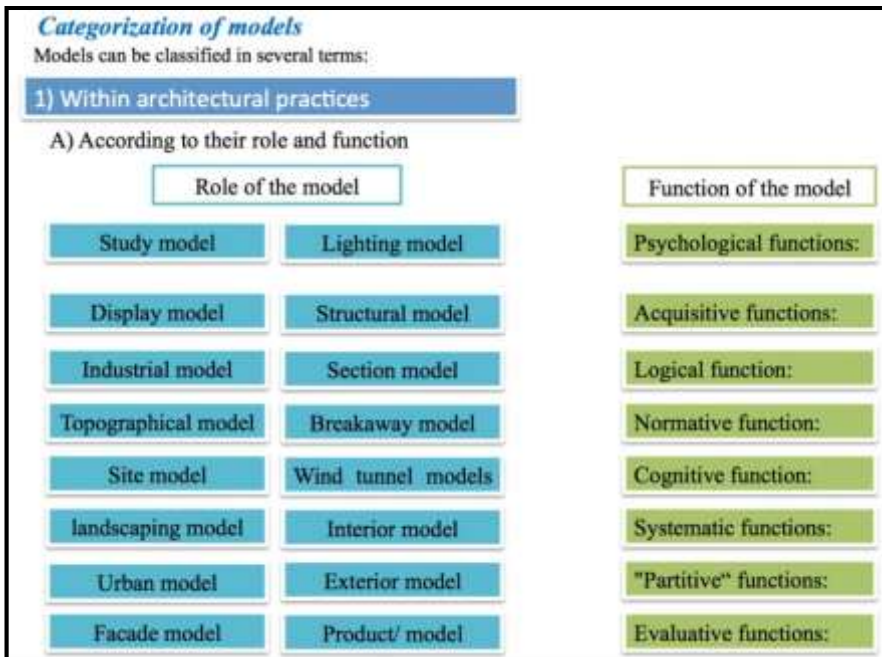 Categorization of models
Models can be classified in several terms:
1) Within architectural practices
A) According to their role and function
Role of the model
Function of the model
Study model
Lighting model
Psychological functions:
Display model
Structural model
Acquisitive functions:
Industrial model
Section model
Logical function:
Topographical model
Breakaway model
Normative function:
Site model
Wind tunnel models
Cognitive function:
landscaping model
Interior model
Systematic functions:
Urban model
Exterior model
"Partitive“ functions:
Facade model
Product/ model
Evaluative functions: